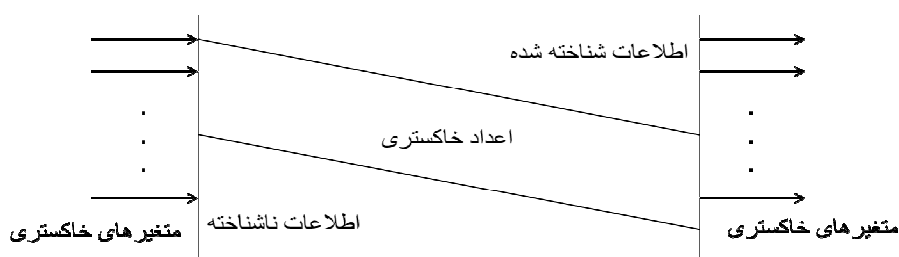 اطلاعات شناخته شده
اعداد خاکستری
اطلاعات ناشناخته
متغیرهای خاکستری
متغیرهای خاکستری